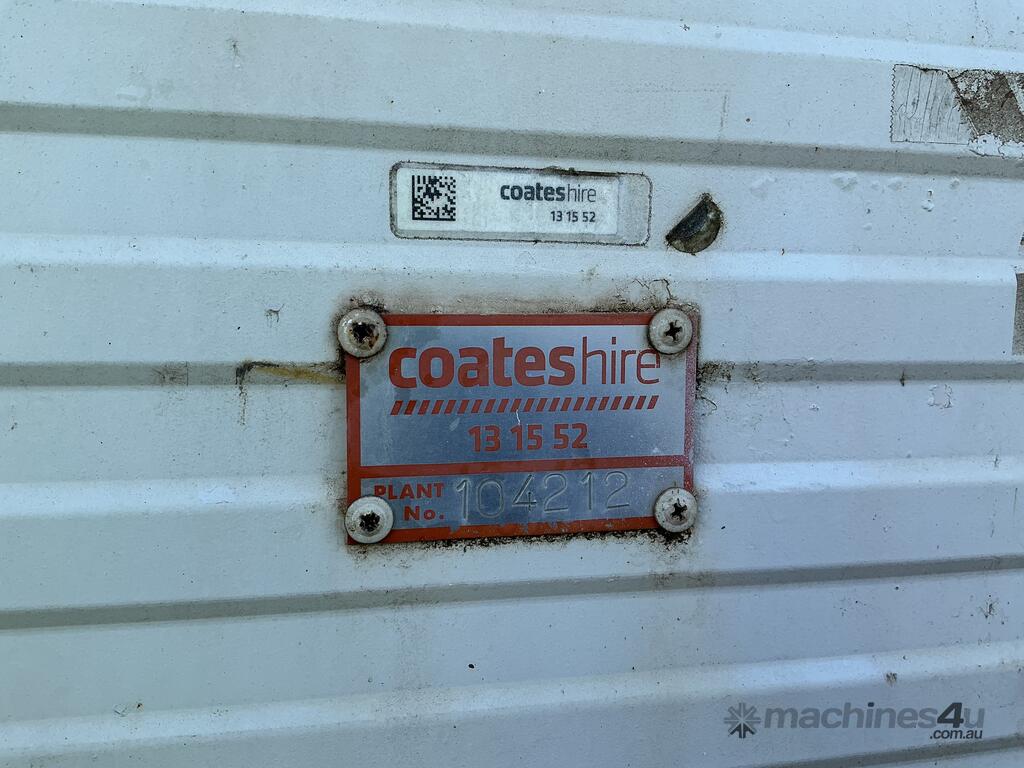 coateshire
13 15 52
coateshire
13 15 52
PLANT No. 104212
machines4u
.com.au